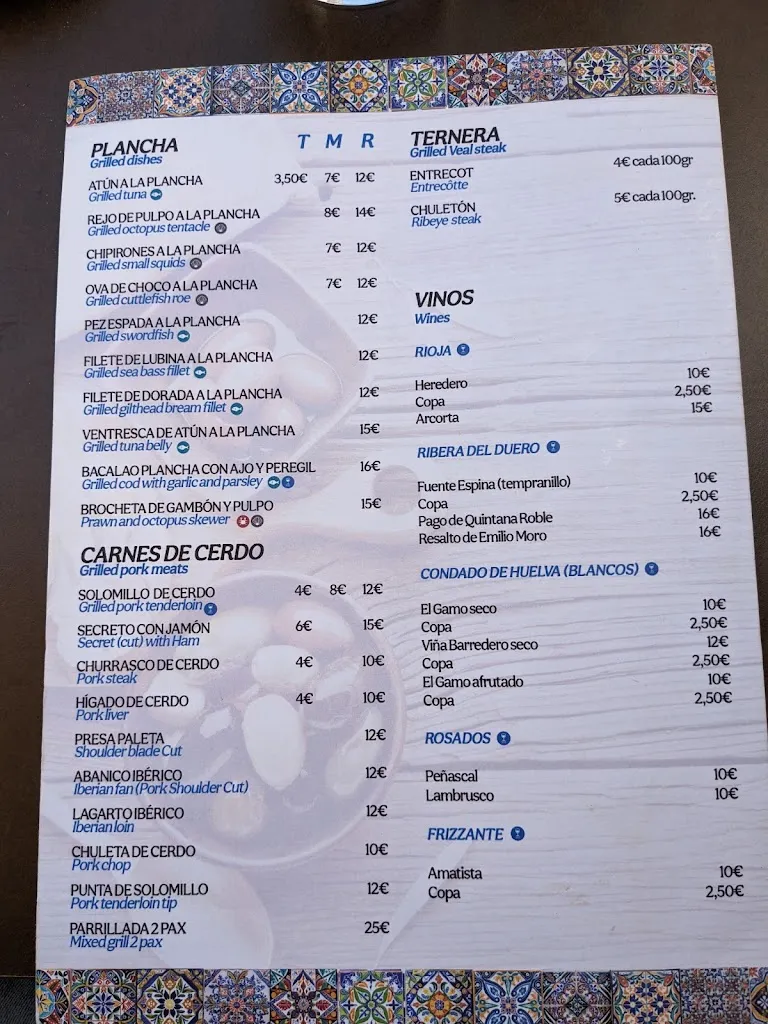 PLANCHA T M R
Grilled dishes
ATÚN A LA PLANCHA 3,50€ 7€ 12€
Grilled tuna
REJO DE PULPO A LA PLANCHA 8€ 14€
Grilled octopus tentacle
CHIPIRONES A LA PLANCHA 7€ 12€
Grilled small squids
OVA DE CHOCO A LA PLANCHA 7€ 12€
Grilled cuttlefish roe
PEZ ESPADA A LA PLANCHA 12€
Grilled swordfish
FILETE DE LUBINA A LA PLANCHA 12€
Grilled sea bass fillet
FILETE DE DORADA A LA PLANCHA 12€
Grilled gilthead bream fillet
VENTRESCA DE ATÚN A LA PLANCHA 15€
Grilled tuna belly
BACALAO PLANCHA CON AJO Y PEREGIL 16€
Grilled cod with garlic and parsley
BROCHETA DE GAMBÓN Y PULPO 15€
Prawn and octopus skewer
CARNES DE CERDO
Grilled pork meats
SOLOMILLO DE CERDO 4€ 8€ 12€
Grilled pork tenderloin
SECRETO CON JAMÓN 6€ 15€
Secret (cut) with Ham
CHURRASCO DE CERDO 4€ 10€
Pork steak
HÍGADO DE CERDO 4€ 10€
Pork liver
PRESA PALETA 12€
Shoulder blade Cut
ABANICO IBÉRICO 12€
Iberian fan (Pork Shoulder Cut)
LAGARTO IBÉRICO 12€
Iberian loin
CHULETA DE CERDO 10€
Pork chop
PUNTA DE SOLOMILLO 12€
Pork tenderloin tip
PARRILLADA 2 PAX 25€
Mixed grill 2 pax
TERNERA
Grilled Veal steak
ENTRECOT 4€ cada 100gr
Entrecôtte
CHULETÓN 5€ cada 100gr.
Ribeye steak
VINOS
Wines
RIOJA
Heredero 10€
Copa 2,50€
Arcorta 15€
RIBERA DEL DUERO
Fuente Espina (tempranillo) 10€
Copa 2,50€
Pago de Quintana Roble 16€
Resalto de Emilio Moro 16€
CONDADO DE HUELVA (BLANCOS)
El Gamo seco 10€
Copa 2,50€
Viña Barredero seco 12€
Copa 2,50€
El Gamo afrutado 10€
Copa 2,50€
ROSADOS
Peñascal 10€
Lambrusco 10€
FRIZZANTE
Amatista 10€
Copa 2,50€